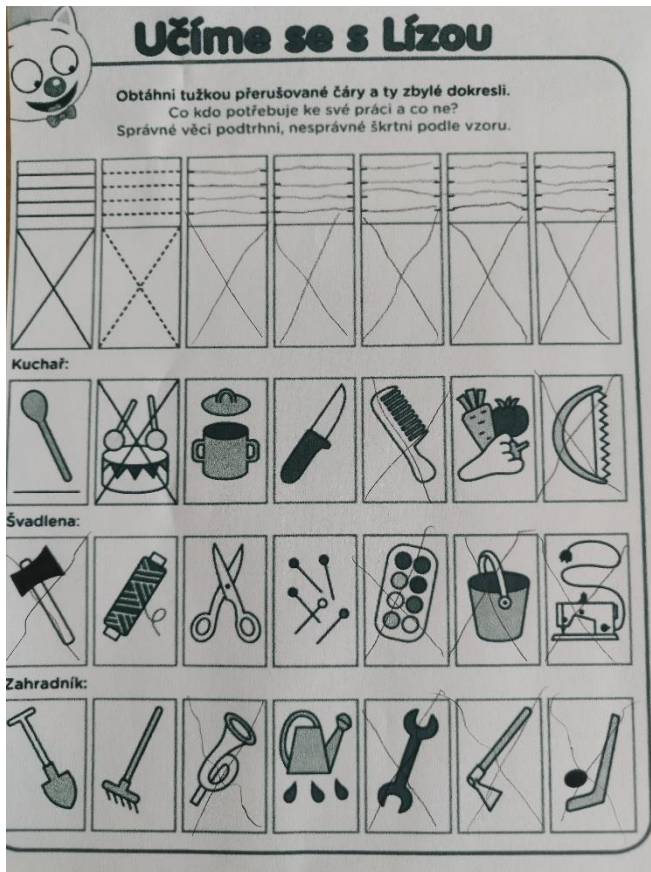 Učíme se s Lízou
Obtáhni tužkou přerušované čáry a ty zbylé dokresli.
Co kdo potřebuje ke své práci a co ne?
Správné věci podtrhni, nesprávné škrtni podle vzoru.
Kuchař:
Švadlena:
Zahradník: